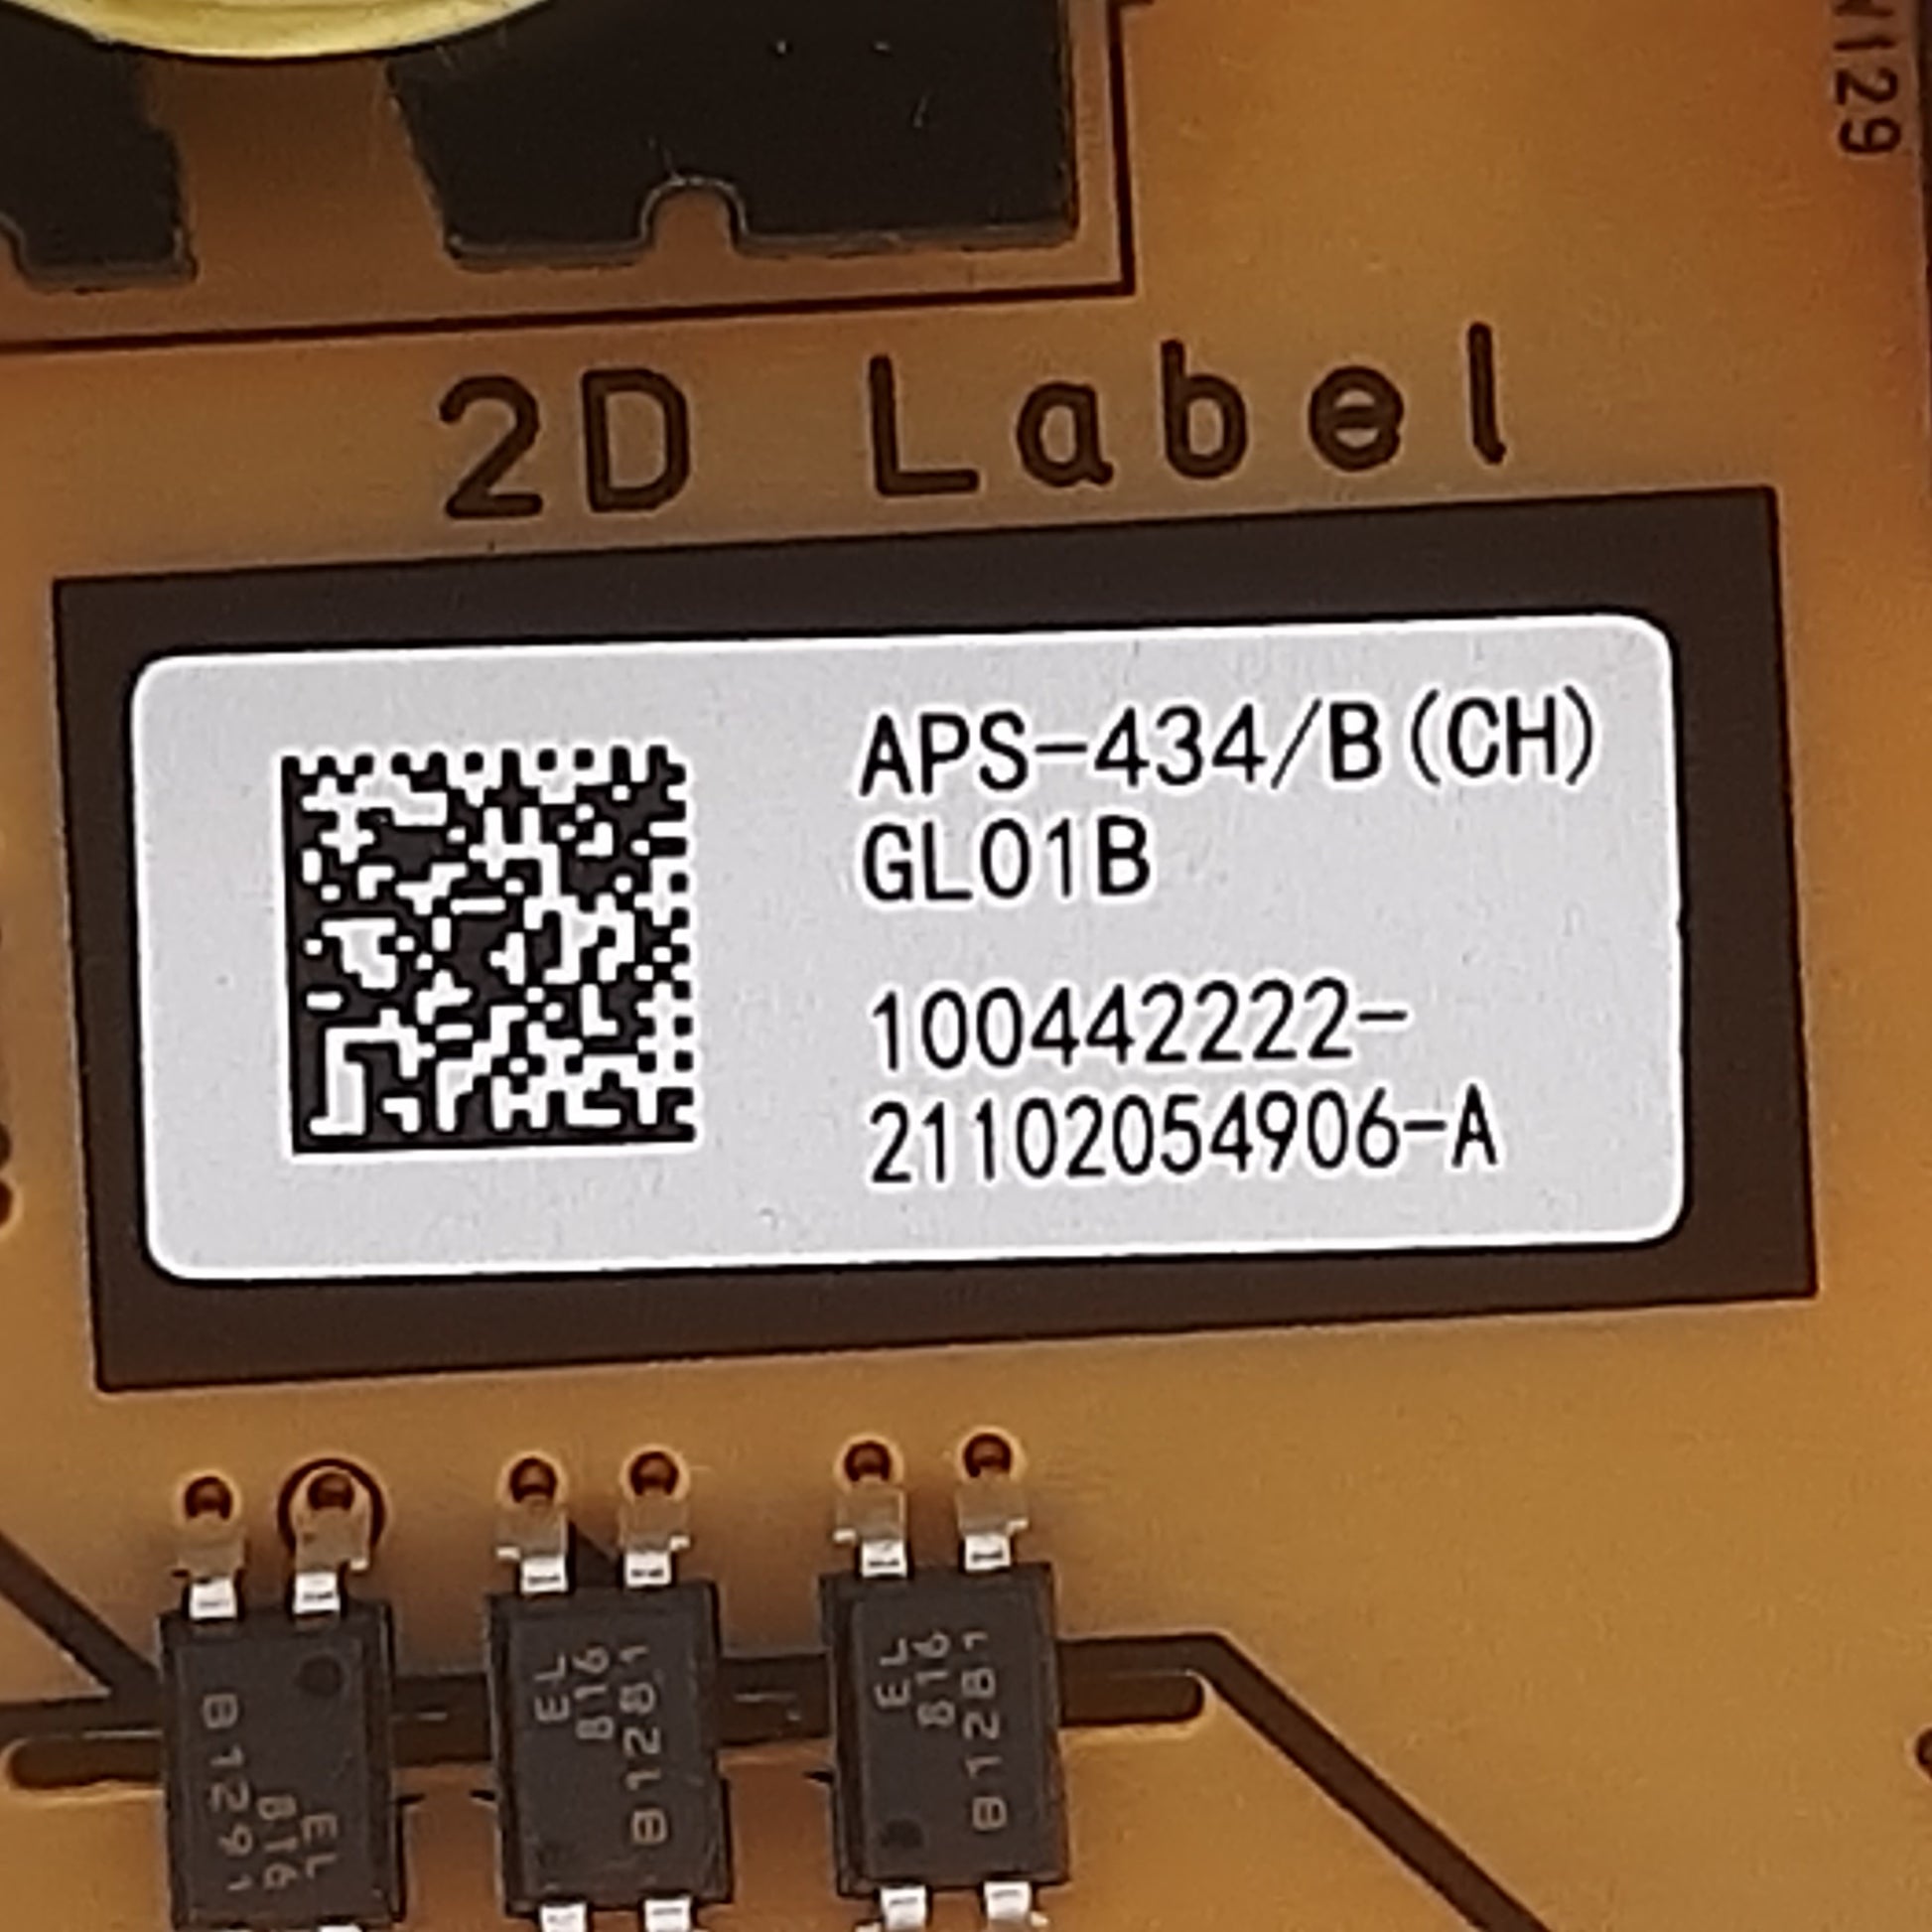 W129
2D Label
APS-434/B(CH)
GL01B
100442222-
21102054906-A
EL
816
B1291
EL
816
B1281
EL
816
B1281